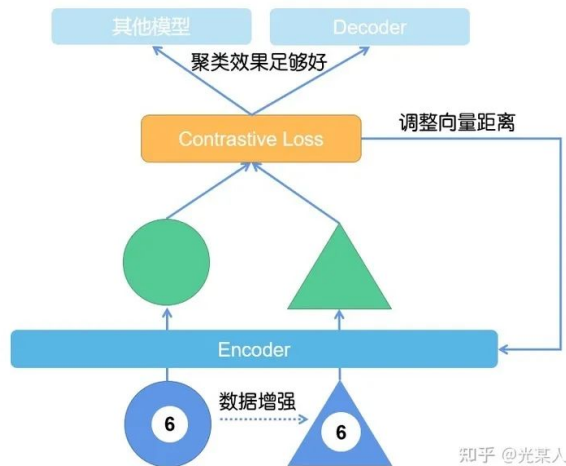 其他模型
Decoder
聚类效果足够好
Contrastive Loss
调整向量距离
Encoder
数据增强
6
6
知乎 @光某人